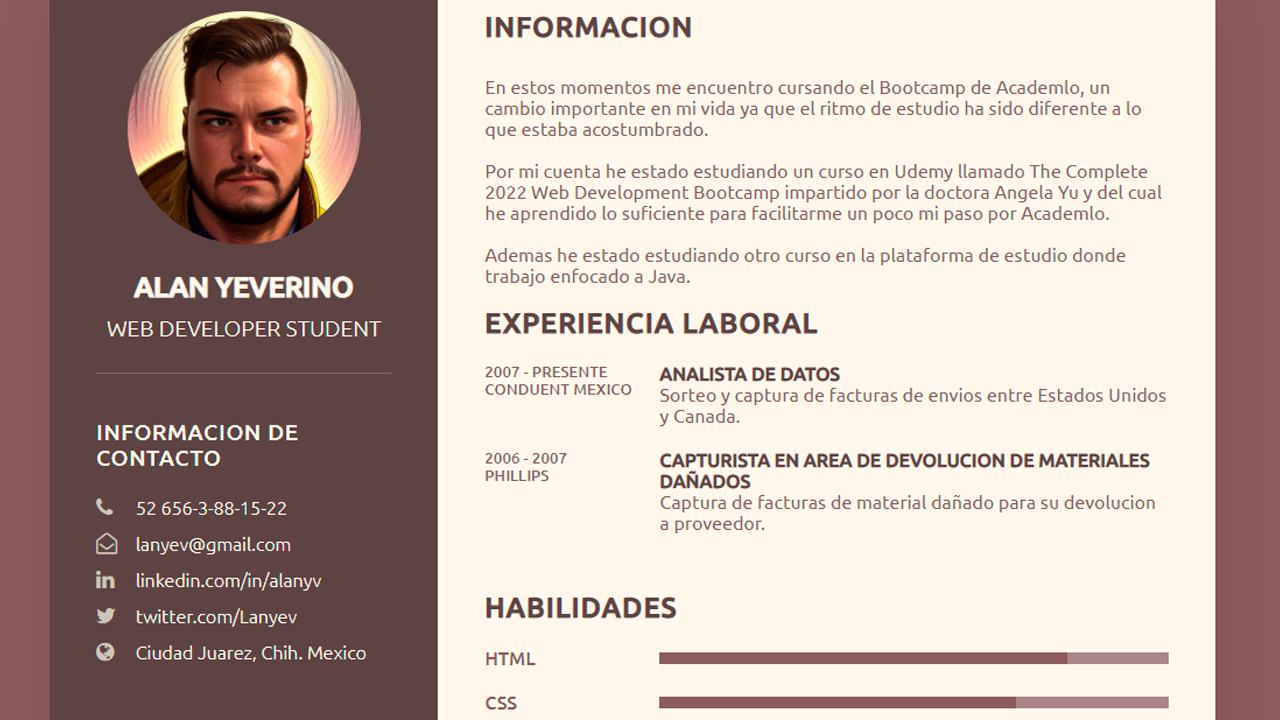 ALAN YEVERINO
WEB DEVELOPER STUDENT
INFORMACION DE
CONTACTO
52 656-3-88-15-22
lanyev@gmail.com
linkedin.com/in/alanyv
twitter.com/Lanyev
Ciudad Juarez, Chih. Mexico
INFORMACION
En estos momentos me encuentro cursando el Bootcamp de Academlo, un
cambio importante en mi vida ya que el ritmo de estudio ha sido diferente a lo
que estaba acostumbrado.
Por mi cuenta he estado estudiando un curso en Udemy llamado The Complete
2022 Web Development Bootcamp impartido por la doctora Angela Yu y del cual
he aprendido lo suficiente para facilitarme un poco mi paso por Academlo.
Ademas he estado estudiando otro curso en la plataforma de estudio donde
trabajo enfocado a Java.
EXPERIENCIA LABORAL
2007 - PRESENTE
CONDUENT MEXICO
ANALISTA DE DATOS
Sorteo y captura de facturas de envios entre Estados Unidos
y Canada.
2006 - 2007
PHILLIPS
CAPTURISTA EN AREA DE DEVOLUCION DE MATERIALES
DAÑADOS
Captura de facturas de material dañado para su devolucion
a proveedor.
HABILIDADES
HTML
CSS